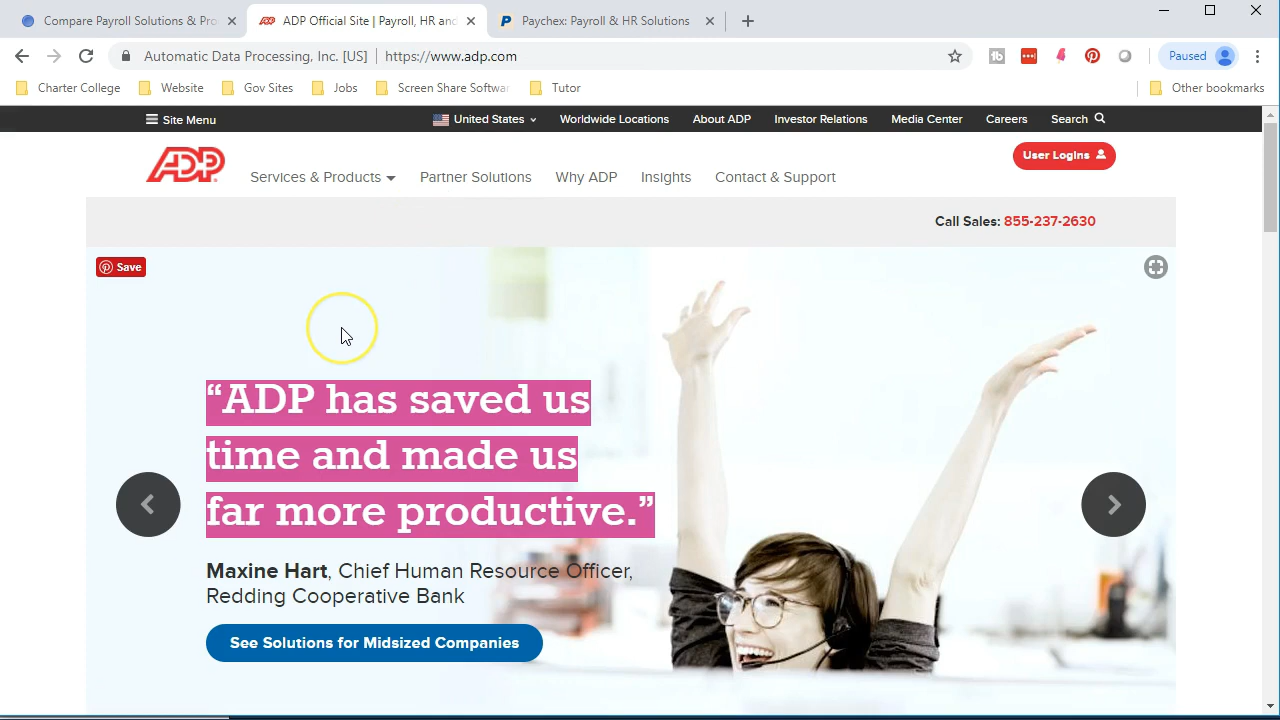 Compare Payroll Solutions & Pro
ADP Official Site | Payroll, HR and
Paychex: Payroll & HR Solutions
Automatic Data Processing, Inc. [US] | https://www.adp.com
Paused
Charter College
Website
Gov Sites
Jobs
Screen Share Softwar
Tutor
Other bookmarks
Site Menu
United States
Worldwide Locations
About ADP
Investor Relations
Media Center
Careers
Search
ADP
Services & Products
Partner Solutions
Why ADP
Insights
Contact & Support
User Logins
Call Sales: 855-237-2630
Save
“ADP has saved us
time and made us
far more productive.”
Maxine Hart, Chief Human Resource Officer,
Redding Cooperative Bank
See Solutions for Midsized Companies